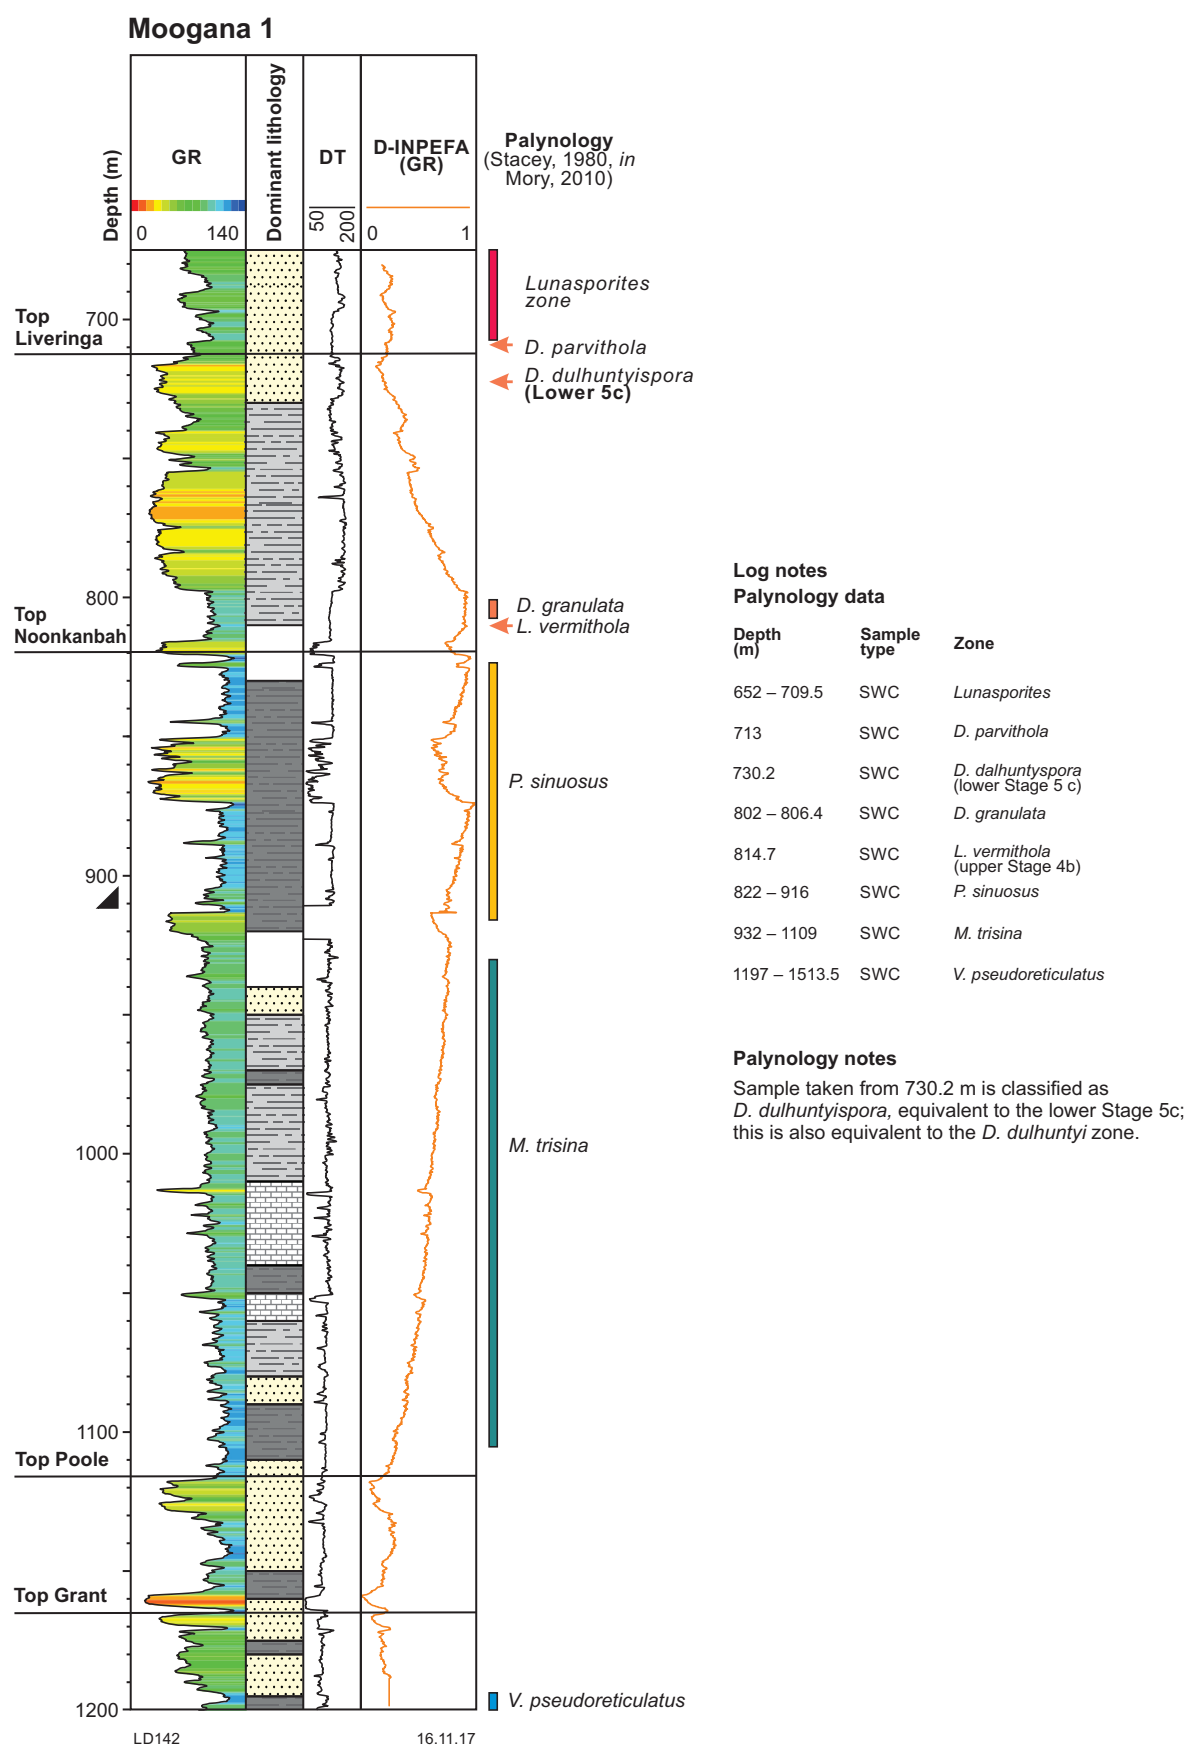 Moogana 1
Depth (m)
GR
0 140
Dominant lithology
DT
50
200
D-INPEFA
(GR)
0 1
Palynology
(Stacey, 1980, in
Mory, 2010)
Lunasporites
zone
Top
Liveringa
700
D. parvithola
D. dulhuntyispora
(Lower 5c)
800
Top
Noonkanbah
D. granulata
L. vermithola
P. sinuosus
900
1000
M. trisina
1100
Top Poole
Top Grant
1200
V. pseudoreticulatus
LD142
16.11.17
Log notes
Palynology data
Depth
(m)
Sample
type
Zone
652 – 709.5 SWC Lunasporites
713 SWC D. parvithola
730.2 SWC D. dalhuntyspora
(lower Stage 5 c)
802 – 806.4 SWC D. granulata
814.7 SWC L. vermithola
(upper Stage 4b)
822 – 916 SWC P. sinuosus
932 – 1109 SWC M. trisina
1197 – 1513.5 SWC V. pseudoreticulatus
Palynology notes
Sample taken from 730.2 m is classified as
D. dulhuntyispora, equivalent to the lower Stage 5c;
this is also equivalent to the D. dulhuntyi zone.